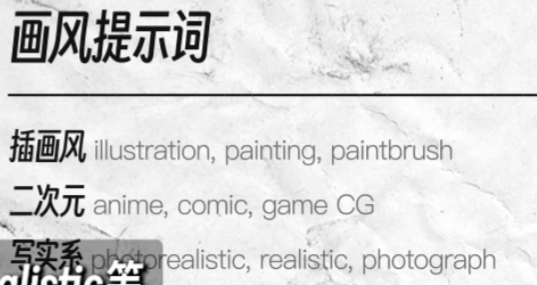 画风提示词
插画风 illustration, painting, paintbrush
二次元 anime, comic, game CG
写实系 photorealistic, realistic, photograph
alistic等